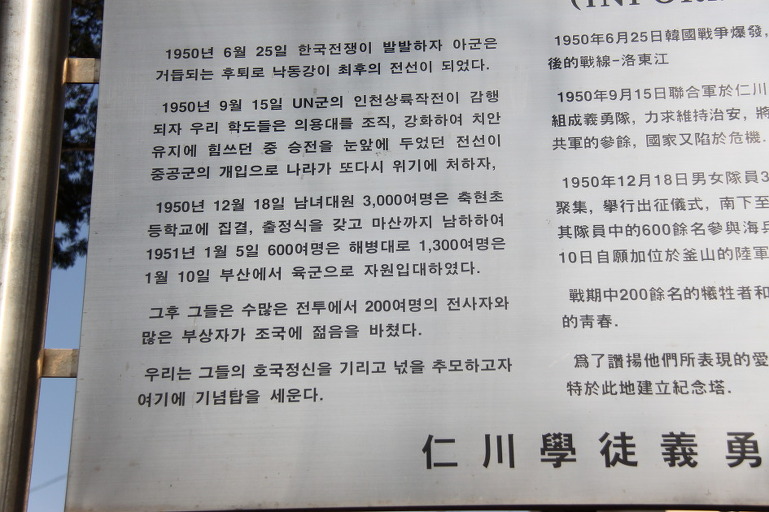 (INFOR
1950년 6월 25일 한국전쟁이 발발하자 아군은
거듭되는 후퇴로 낙동강이 최후의 전선이 되었다.
1950년 9월 15일 UN군의 인천상륙작전이 감행
되자 우리 학도들은 의용대를 조직, 강화하여 치안
유지에 힘쓰던 중 승전을 눈앞에 두었던 전선이
중공군의 개입으로 나라가 또다시 위기에 처하자,
1950년 12월 18일 남녀대원 3,000여명은 축현초
등학교에 집결, 출정식을 갖고 마산까지 남하하여
1951년 1월 5일 600여명은 해병대로 1,300여명은
1월 10일 부산에서 육군으로 자원입대하였다.
그후 그들은 수많은 전투에서 200여명의 전사자와
많은 부상자가 조국에 젊음을 바쳤다.
우리는 그들의 호국정신을 기리고 넋을 추모하고자
여기에 기념탑을 세운다.
1950年6月25日韓國戰爭爆發,
後的戰線-洛東江
1950年9月15日聯合軍於仁川
組成義勇隊, 力求維持治安, 將
共軍的參餘, 國家又陷於危機.
1950年12月18日男女隊員3
聚集, 擧行出征儀式, 南下至
其隊員中的600餘名參與海兵
10日自願加位於釜山的陸軍
戰期中200餘名的犧牲者和
的靑春.
爲了讚揚他們所表現的愛
特於此地建立紀念塔.
仁川學徒義勇